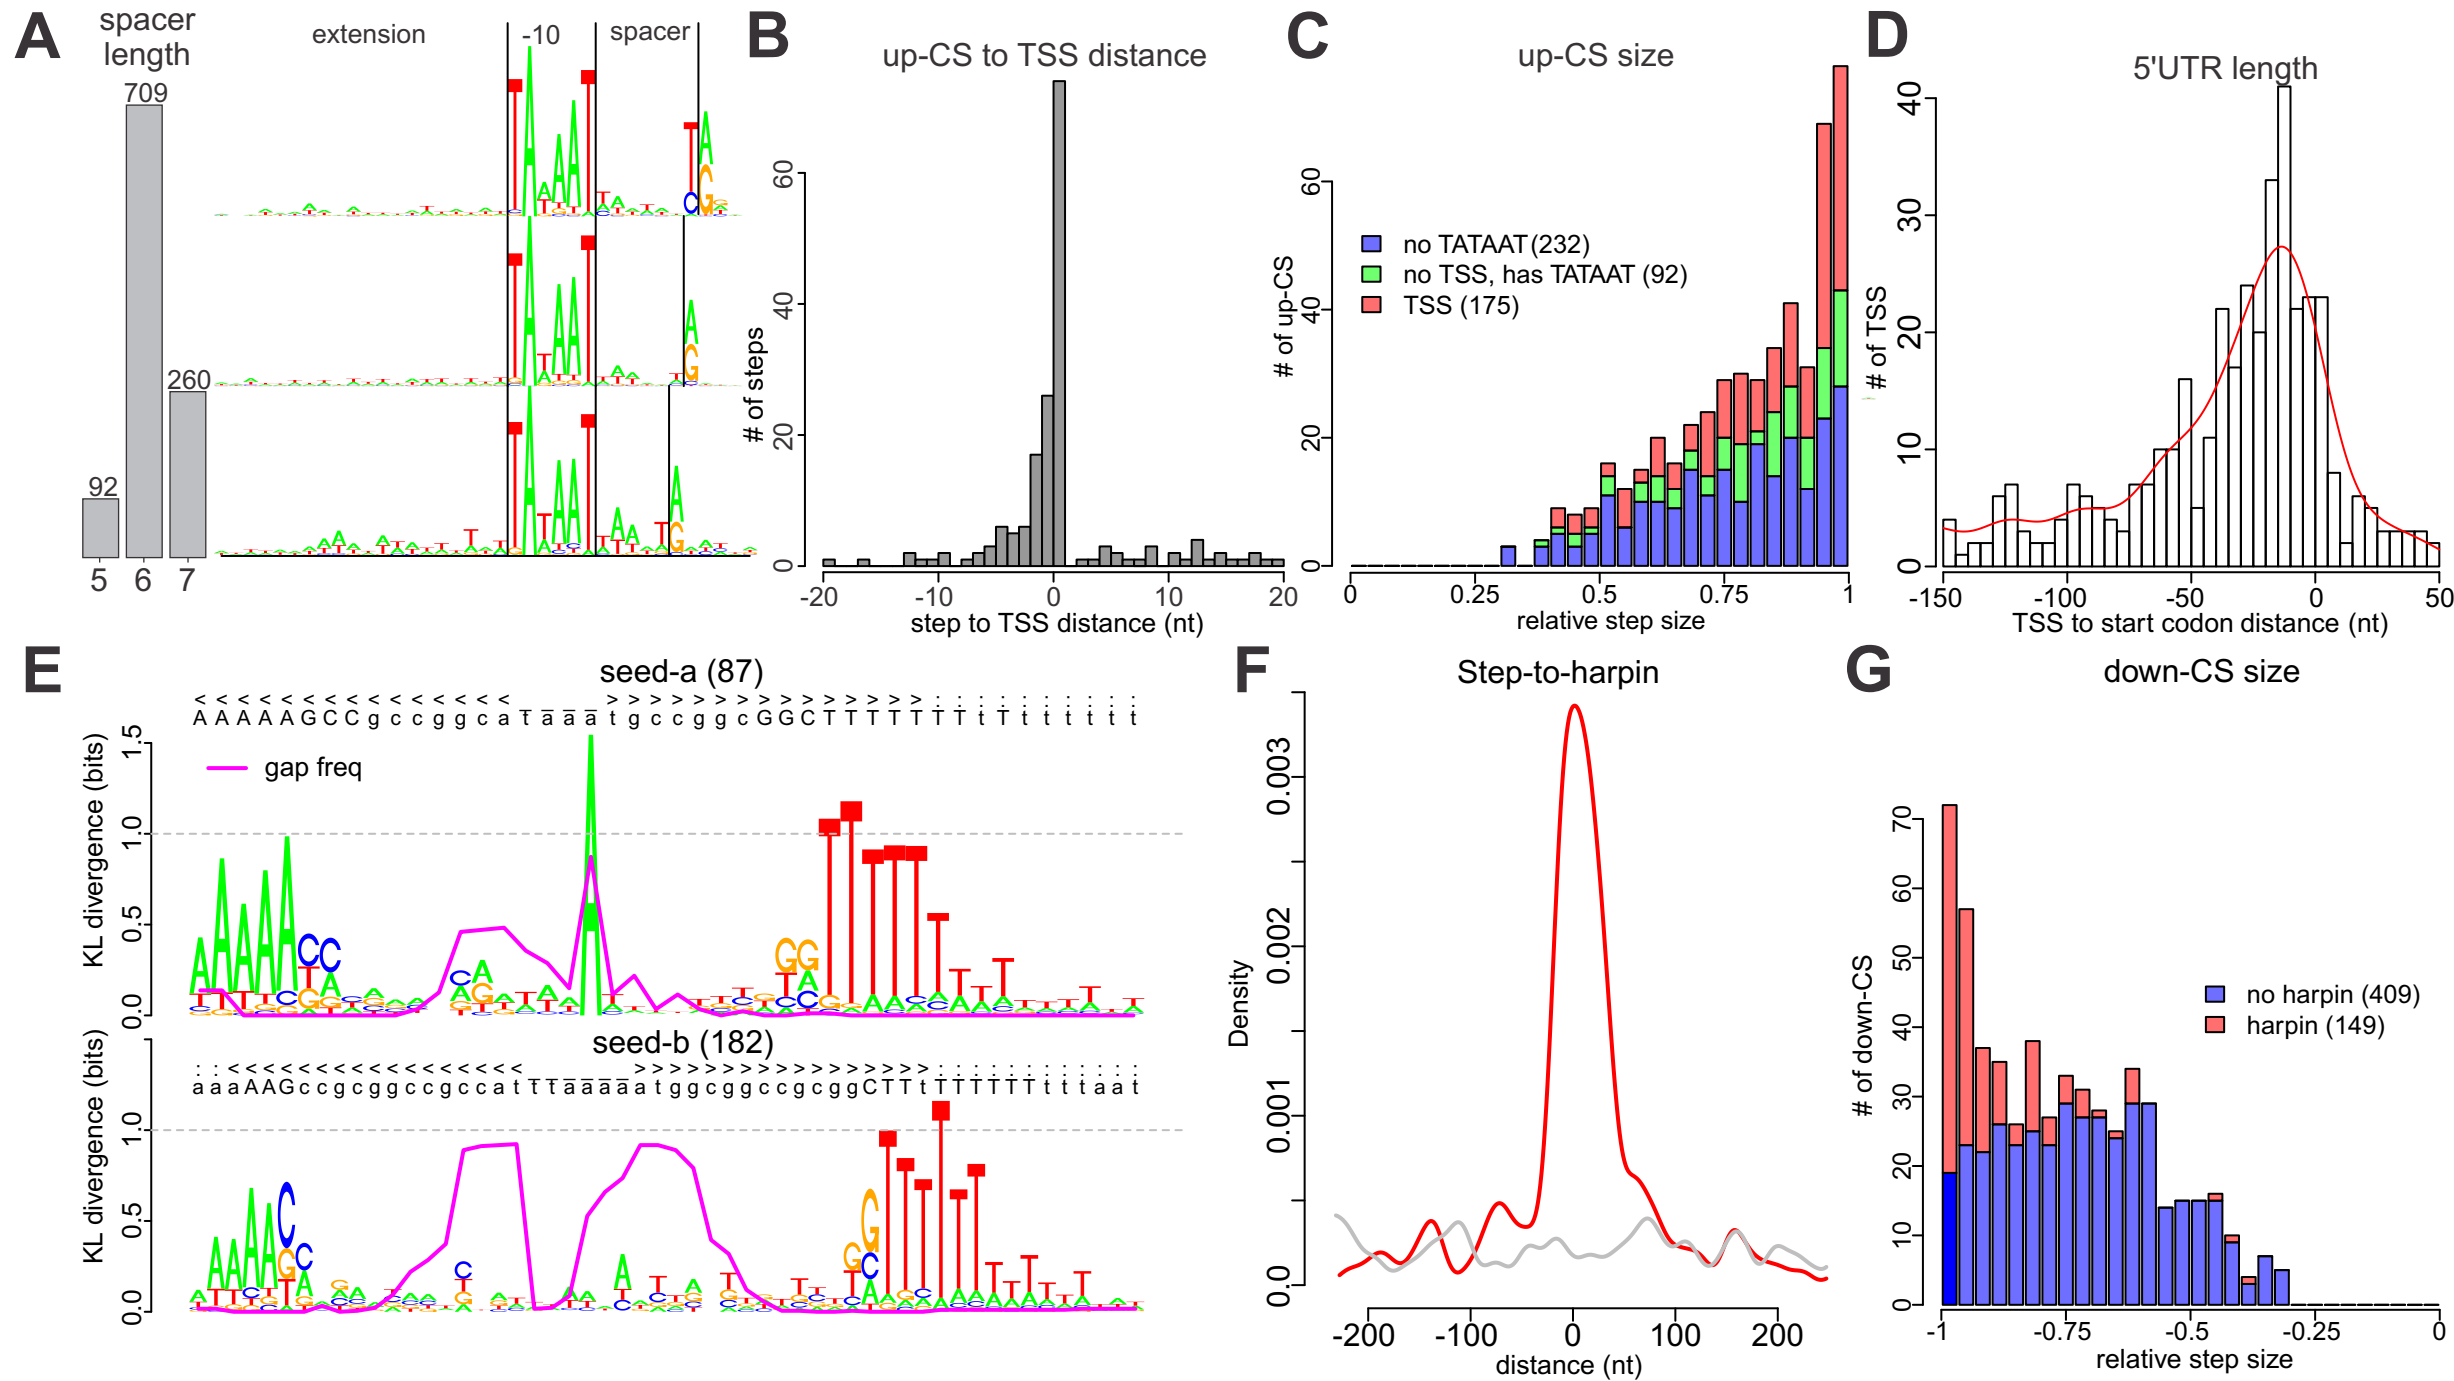 A
spacer
length
709
260
92
5 6 7
extension
-10
spacer
B
up-CS to TSS distance
# of steps
0
20
40
60
-20
-10
0
10
20
step to TSS distance (nt)
C
up-CS size
# of up-CS
0
20
40
60
no TATAAT (232)
no TSS, has TATAAT (92)
TSS (175)
0
0.25
0.5
0.75
1
relative step size
D
5'UTR length
# of TSS
0
10
20
30
40
-150
-100
-50
0
50
TSS to start codon distance (nt)
E
seed-a (87)
< < < < < < < < < < < < < < < > > > > > > > > > > > > > > > : : : : : : : : : :
A A A A A G C C g c c g g c a T a a a t g c c g g c G G C T T T T T T T t T t t t t t t
KL divergence (bits)
0.0
0.5
1.0
1.5
gap freq
seed-b (182)
a a a A A G c c g c g g c c g c c a t T T a a a a a t g g c g g c c g c g g C T T t T T T T T T t t t a a t
KL divergence (bits)
0.0
0.5
1.0
F
Step-to-harpin
Density
0.0
0.001
0.002
0.003
-200
-100
0
100
200
distance (nt)
G
down-CS size
# of down-CS
0
10
20
30
40
50
60
70
no harpin (409)
harpin (149)
-1
-0.75
-0.5
-0.25
0
relative step size